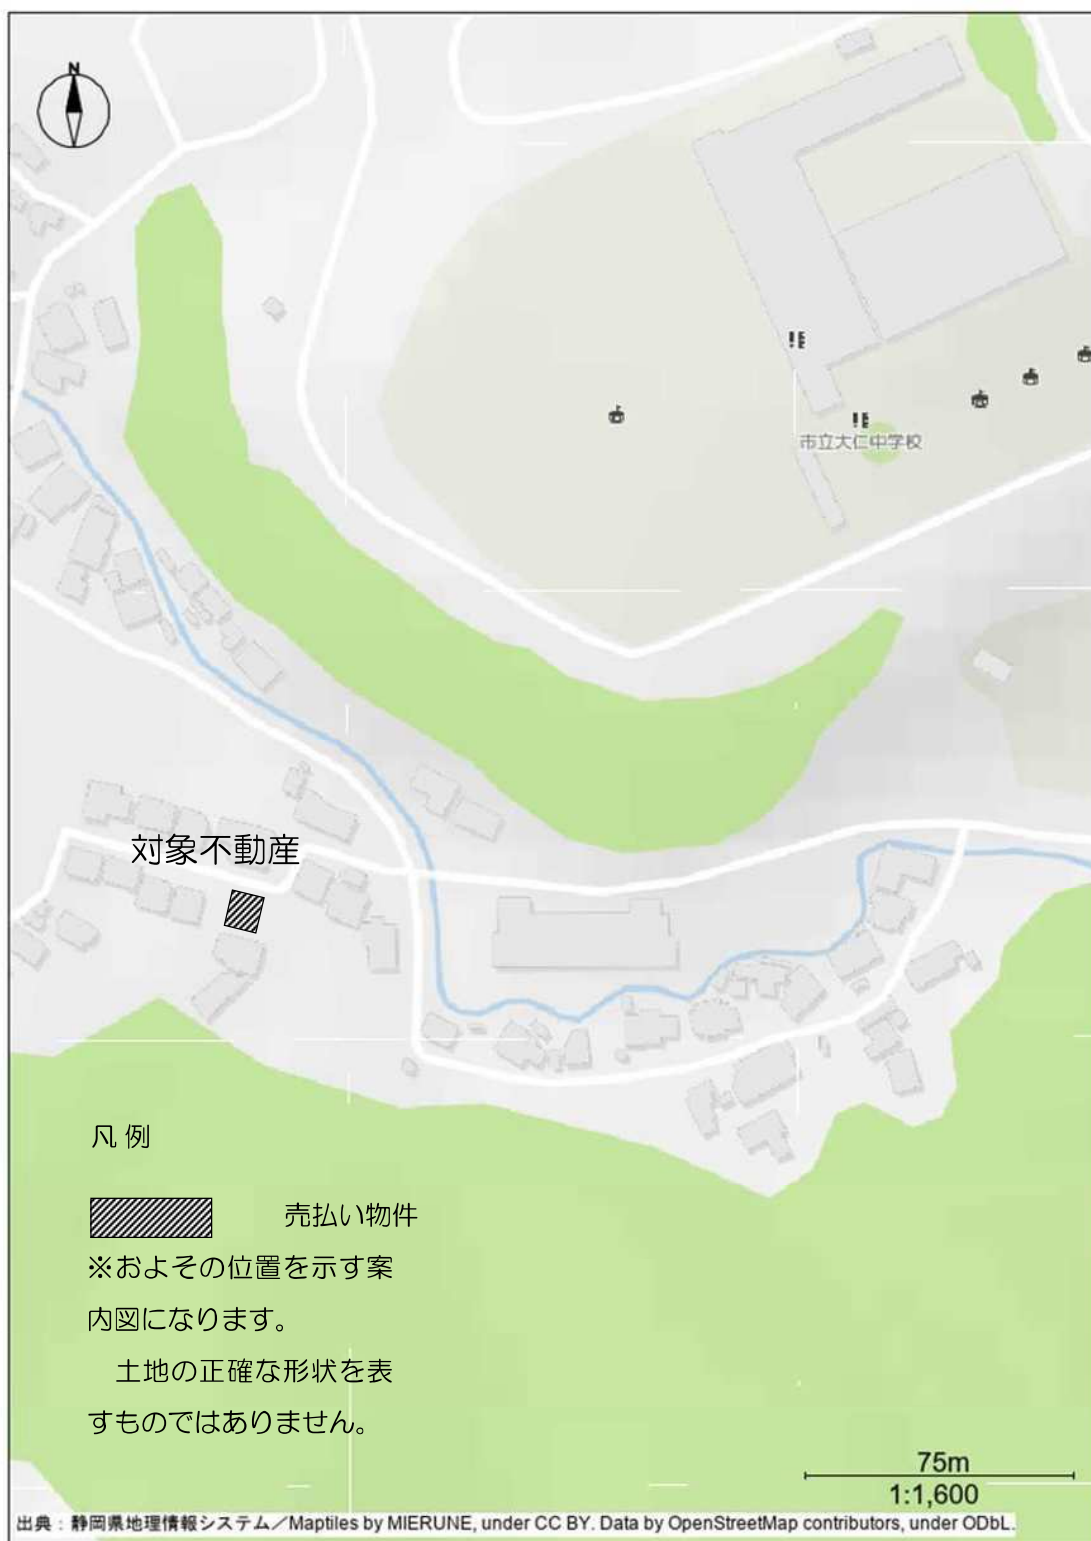 N
市立大仁中学校
対象不動産
凡 例
売払い物件
※およその位置を示す案
内図になります。
土地の正確な形状を表
すものではありません。
75m
1:1,600
出典：静岡県地理情報システム／Maptiles by MIERUNE, under CC BY. Data by OpenStreetMap contributors, under ODbL.